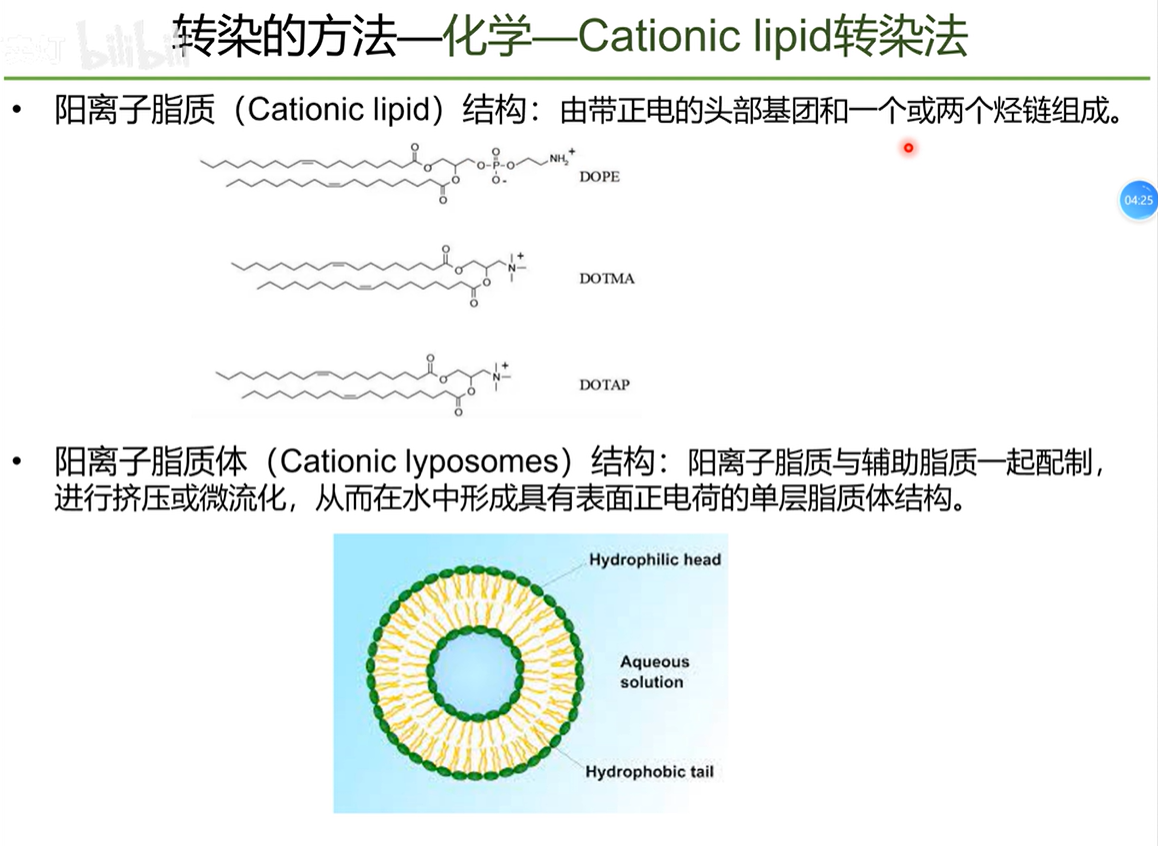 转染的方法—化学—Cationic lipid转染法
bilibili
• 阳离子脂质（Cationic lipid）结构：由带正电的头部基团和一个或两个烃链组成。
DOPE
04:25
DOTMA
DOTAP
• 阳离子脂质体（Cationic lyposomes）结构：阳离子脂质与辅助脂质一起配制，
进行挤压或微流化，从而在水中形成具有表面正电荷的单层脂质体结构。
Hydrophilic head
Aqueous
solution
Hydrophobic tail